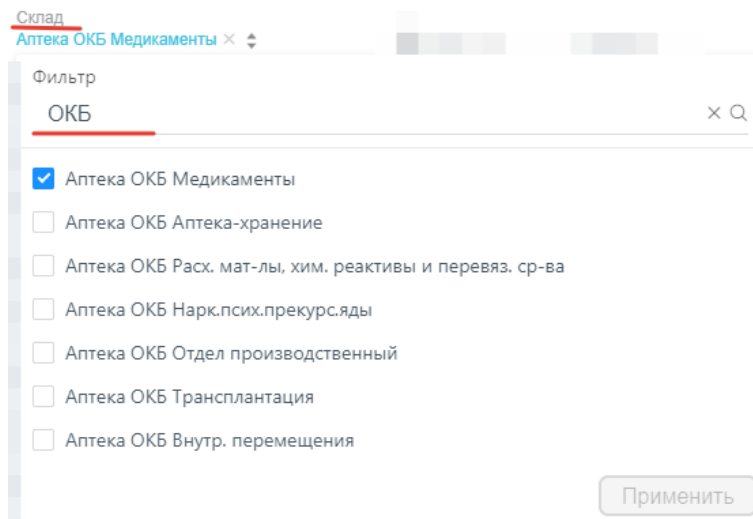 Склад
Аптека ОКБ Медикаменты
Фильтр
ОКБ
Аптека ОКБ Медикаменты
Аптека ОКБ Аптека-хранение
Аптека ОКБ Расх. мат-лы, хим. реактивы и перевяз. ср-ва
Аптека ОКБ Нарк.псих.прекурс.яды
Аптека ОКБ Отдел производственный
Аптека ОКБ Трансплантация
Аптека ОКБ Внутр. перемещения
Применить